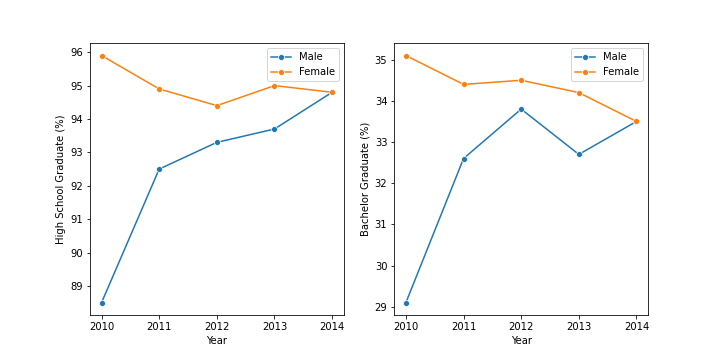 High School Graduate (%)
96
95
94
93
92
91
90
89
2010 2011 2012 2013 2014
Year
Male
Female
Bachelor Graduate (%)
35
34
33
32
31
30
29
2010 2011 2012 2013 2014
Year
Male
Female